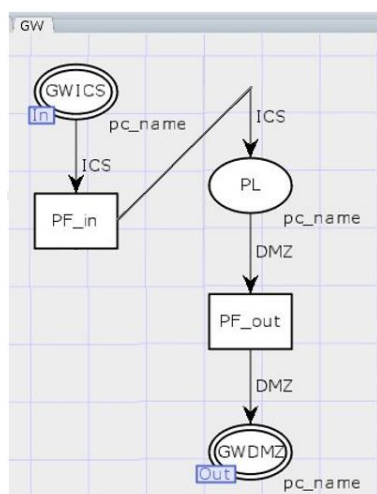 GW
GWICS
In
pc_name
ICS
PF_in
ICS
PL
pc_name
DMZ
PF_out
DMZ
GWDMZ
Out
pc_name